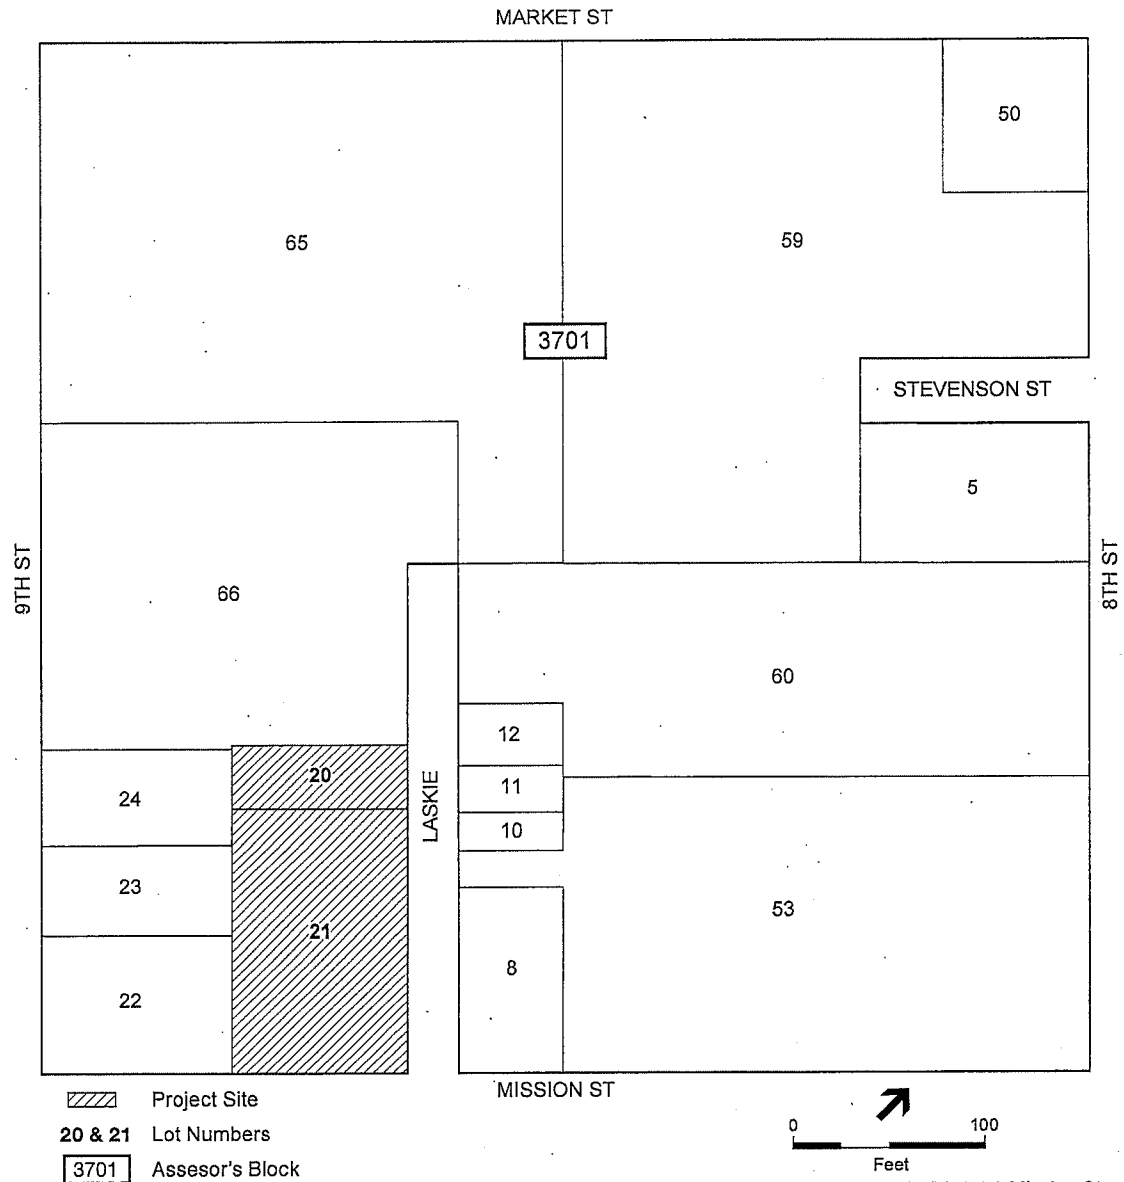 MARKET ST
50
65
59
3701
STEVENSON ST
5
9TH ST
8TH ST
66
60
12
20
11
24
LASKIE
10
23
53
21
8
22
MISSION ST
Project Site
20 & 21 Lot Numbers
3701 Assesor's Block
0 100
Feet